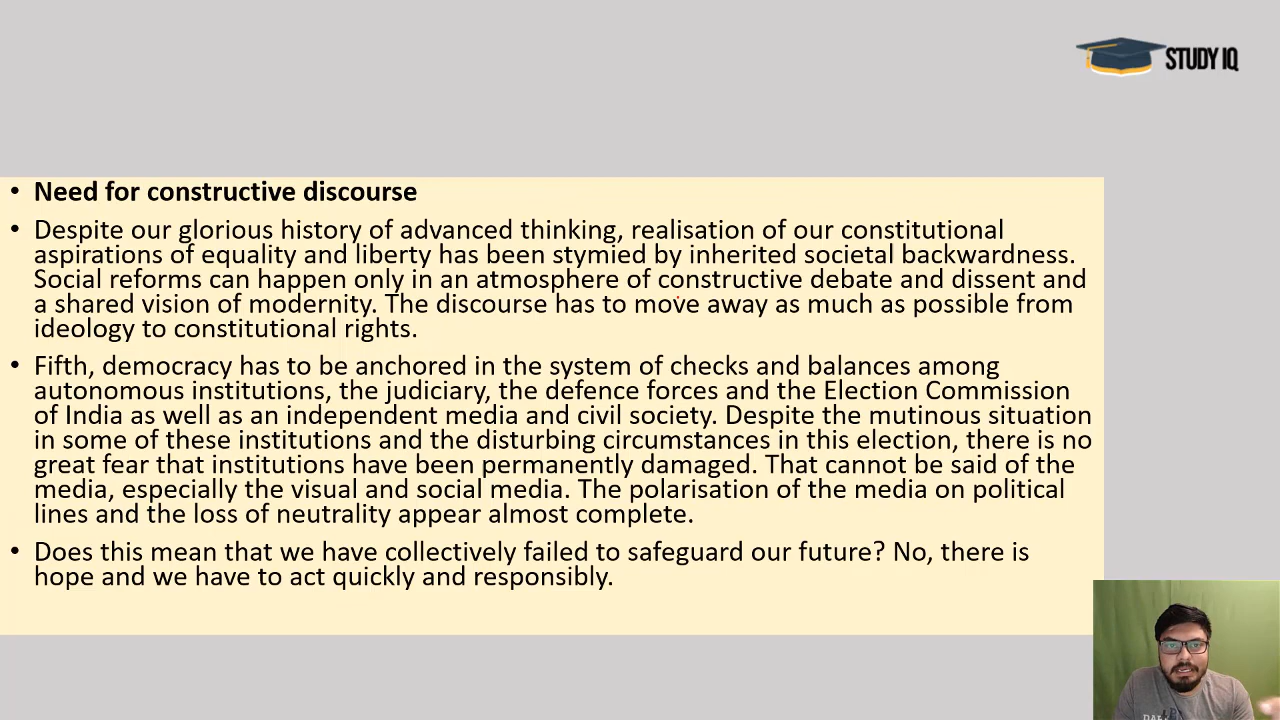 STUDY IQ
• Need for constructive discourse
• Despite our glorious history of advanced thinking, realisation of our constitutional
aspirations of equality and liberty has been stymied by inherited societal backwardness.
Social reforms can happen only in an atmosphere of constructive debate and dissent and
a shared vision of modernity. The discourse has to move away as much as possible from
ideology to constitutional rights.
• Fifth, democracy has to be anchored in the system of checks and balances among
autonomous institutions, the judiciary, the defence forces and the Election Commission
of India as well as an independent media and civil society. Despite the mutinous situation
in some of these institutions and the disturbing circumstances in this election, there is no
great fear that institutions have been permanently damaged. That cannot be said of the
media, especially the visual and social media. The polarisation of the media on political
lines and the loss of neutrality appear almost complete.
• Does this mean that we have collectively failed to safeguard our future? No, there is
hope and we have to act quickly and responsibly.